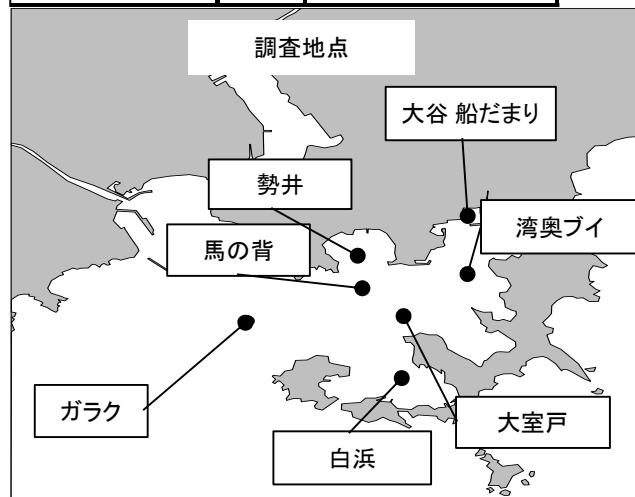 調査地点
大谷 船だまり
勢井
湾奥ブイ
馬の背
ガラク
大室戸
白浜